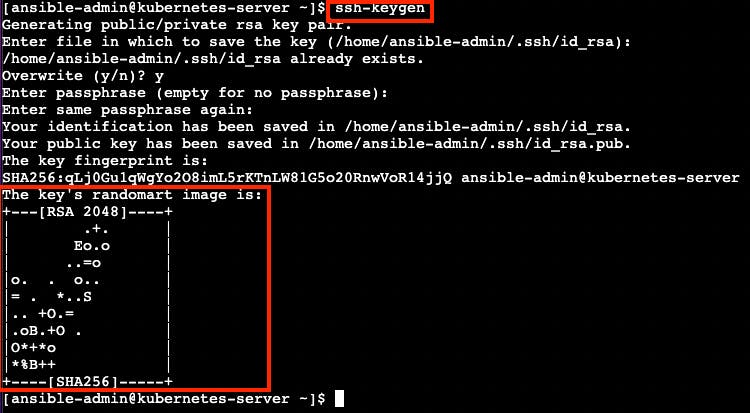 [ansible-admin@kubernetes-server ~]$ ssh-keygen
Generating public/private rsa key pair.
Enter file in which to save the key (/home/ansible-admin/.ssh/id_rsa):
/home/ansible-admin/.ssh/id_rsa already exists.
Overwrite (y/n)? y
Enter passphrase (empty for no passphrase):
Enter same passphrase again:
Your identification has been saved in /home/ansible-admin/.ssh/id_rsa.
Your public key has been saved in /home/ansible-admin/.ssh/id_rsa.pub.
The key fingerprint is:
SHA256:qLj0Gu1qWgYo2O8imL5rKTnLW81G5o20RnwVoR14jjQ ansible-admin@kubernetes-server
The key's randomart image is:
+---[RSA 2048]----+
|         .+.     |
|        Eo.o     |
|       ..=o      |
|o.  .  o..       |
|= .  *..S        |
|.. +O.=          |
|.oB.+O .         |
|O*+*o            |
|*%B++            |
+----[SHA256]-----+
[ansible-admin@kubernetes-server ~]$